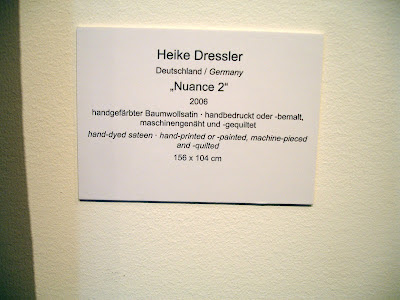 Heike Dressler
Deutschland / Germany
„Nuance 2“
2006
handgefärbter Baumwollsatin · handbedruckt oder -bemalt,
maschinengenäht und -gequiltet
hand-dyed sateen · hand-printed or -painted, machine-pieced
and -quilted
156 x 104 cm